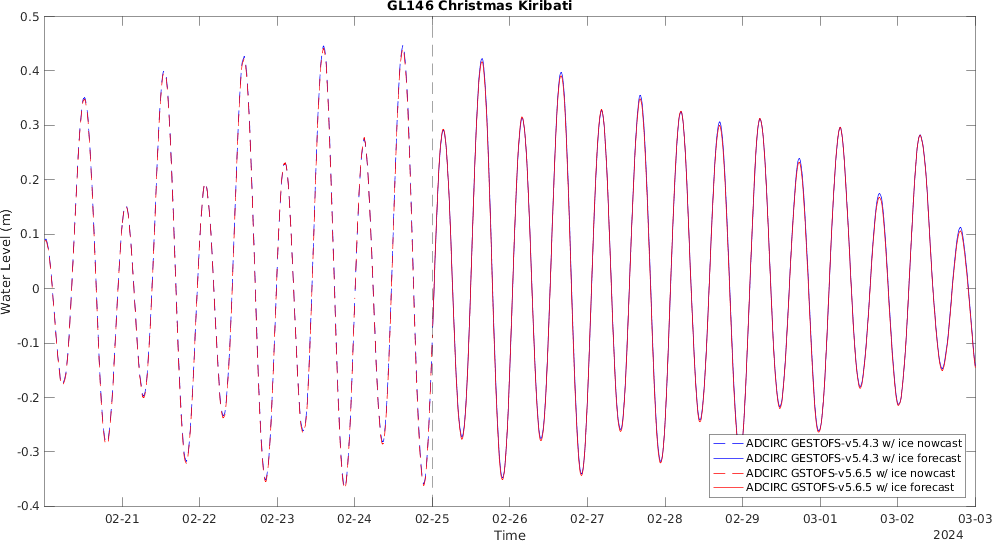 GL146 Christmas Kiribati
0.5
0.4
0.3
0.2
0.1
0
-0.1
-0.2
-0.3
-0.4
Water Level (m)
ADCIRC GESTOFS-v5.4.3 w/ ice nowcast
ADCIRC GESTOFS-v5.4.3 w/ ice forecast
ADCIRC GSTOFS-v5.6.5 w/ ice nowcast
ADCIRC GSTOFS-v5.6.5 w/ ice forecast
02-21 02-22 02-23 02-24 02-25 02-26 02-27 02-28 02-29 03-01 03-02 03-03
Time
2024